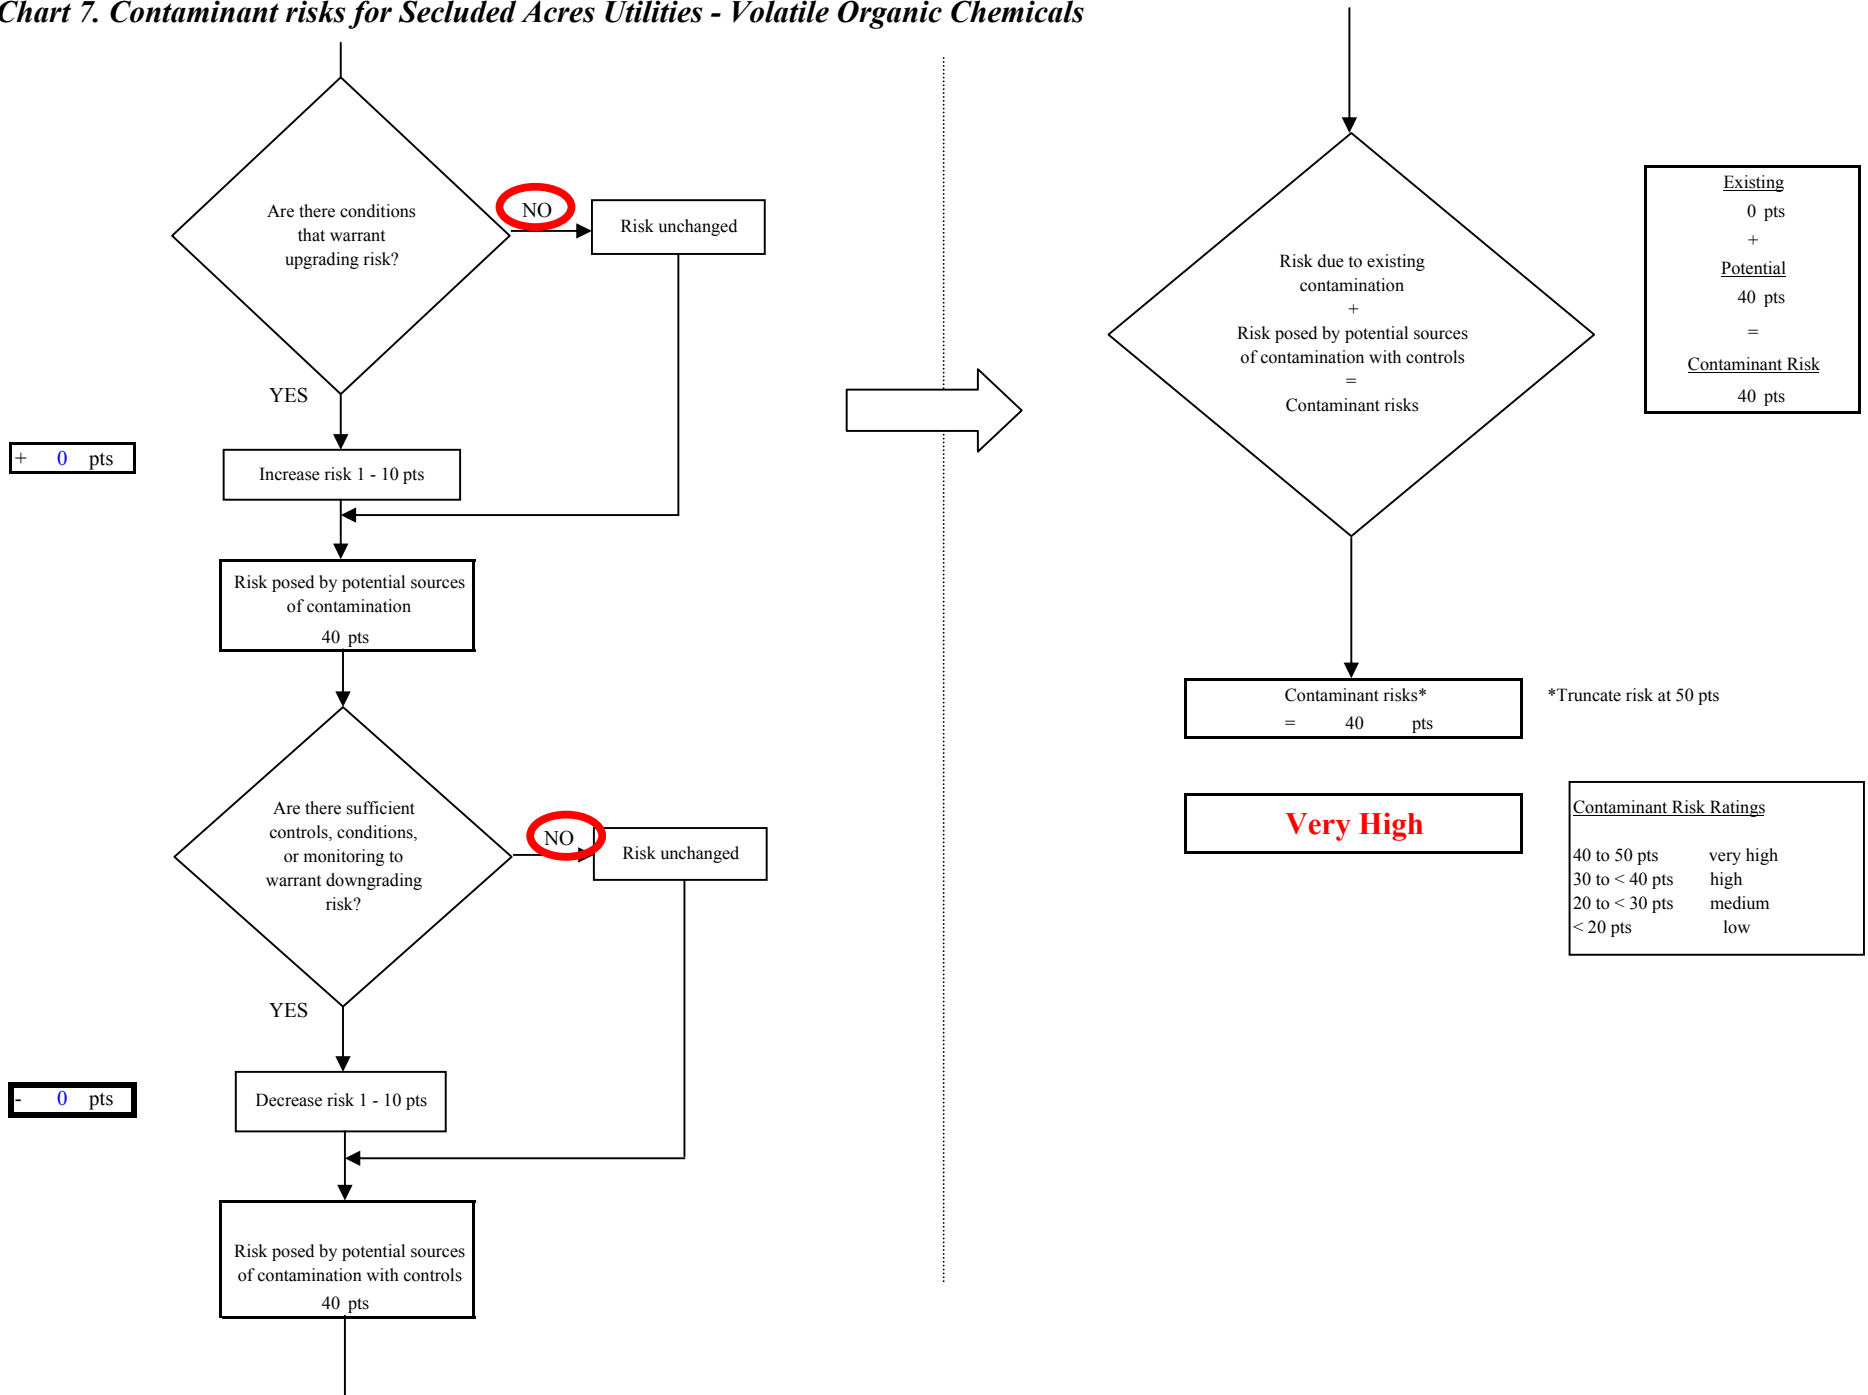 Chart 7. Contaminant risks for Secluded Acres Utilities - Volatile Organic Chemicals
Are there conditions
that warrant
upgrading risk?
NO
Risk unchanged
YES
+ 0 pts
Increase risk 1 - 10 pts
Risk posed by potential sources
of contamination
40 pts
Are there sufficient
controls, conditions,
or monitoring to
warrant downgrading
risk?
NO
Risk unchanged
YES
- 0 pts
Decrease risk 1 - 10 pts
Risk posed by potential sources
of contamination with controls
40 pts
Risk due to existing
contamination
+
Risk posed by potential sources
of contamination with controls
=
Contaminant risks
Existing
0 pts
+
Potential
40 pts
=
Contaminant Risk
40 pts
Contaminant risks*
= 40 pts
*Truncate risk at 50 pts
Very High
Contaminant Risk Ratings
40 to 50 pts very high
30 to < 40 pts high
20 to < 30 pts medium
< 20 pts low